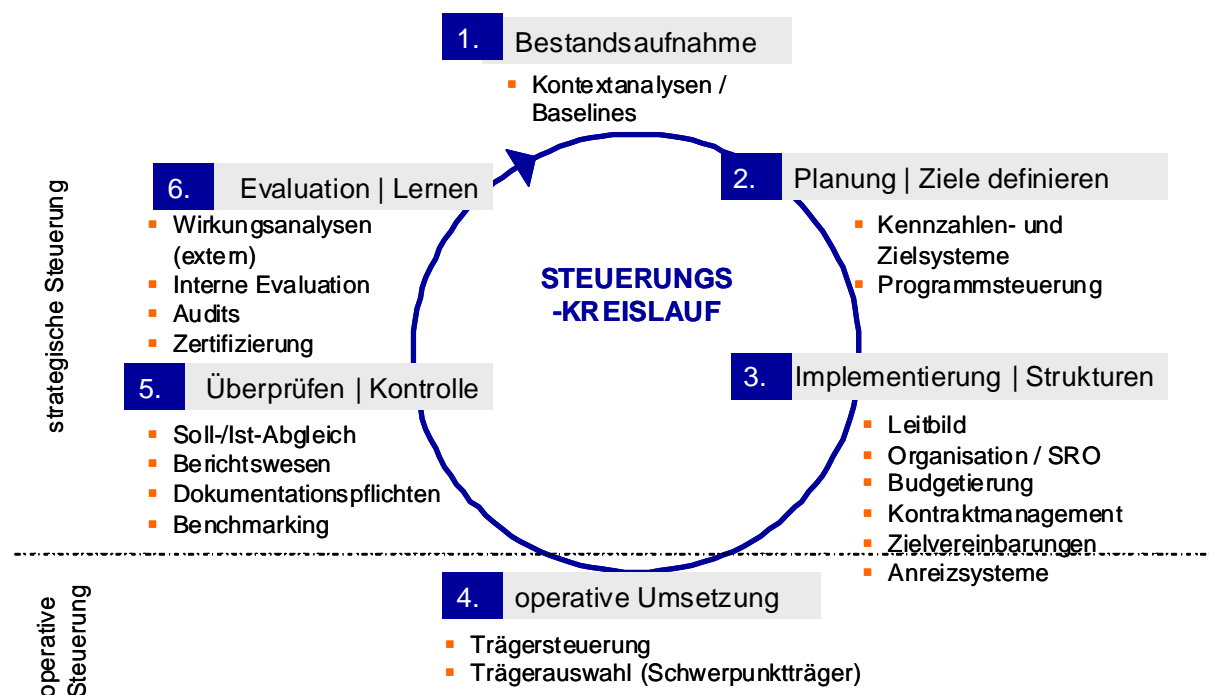 1. Bestandsaufnahme
Kontextanalysen /
Baselines
2. Planung | Ziele definieren
Kennzahlen- und
Zielsysteme
Programmsteuerung
3. Implementierung | Strukturen
Leitbild
Organisation / SRO
Budgetierung
Kontraktmanagement
Zielvereinbarungen
Anreizsysteme
4. operative Umsetzung
Trägersteuerung
Trägerauswahl (Schwerpunktträger)
5. Überprüfen | Kontrolle
Soll-/Ist-Abgleich
Berichtswesen
Dokumentationspflichten
Benchmarking
6. Evaluation | Lernen
Wirkungsanalysen
(extern)
Interne Evaluation
Audits
Zertifizierung
STEUERUNGS
-KREISLAUF
strategische Steuerung
operative
Steuerung